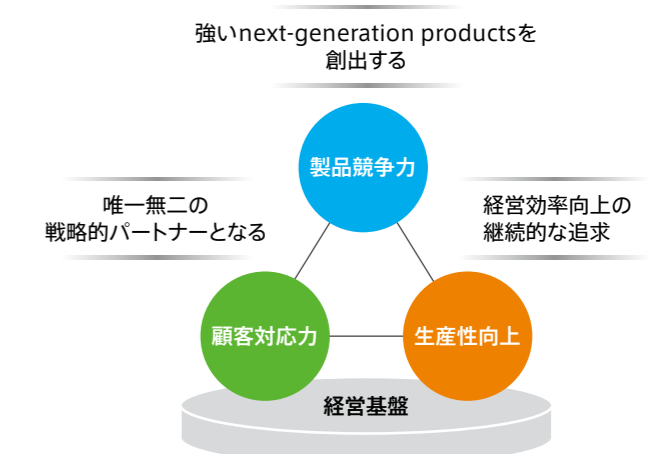 強いnext-generation productsを
創出する
製品競争力
唯一無二の
戦略的パートナーとなる
経営効率向上の
継続的な追求
顧客対応力
生産性向上
経営基盤